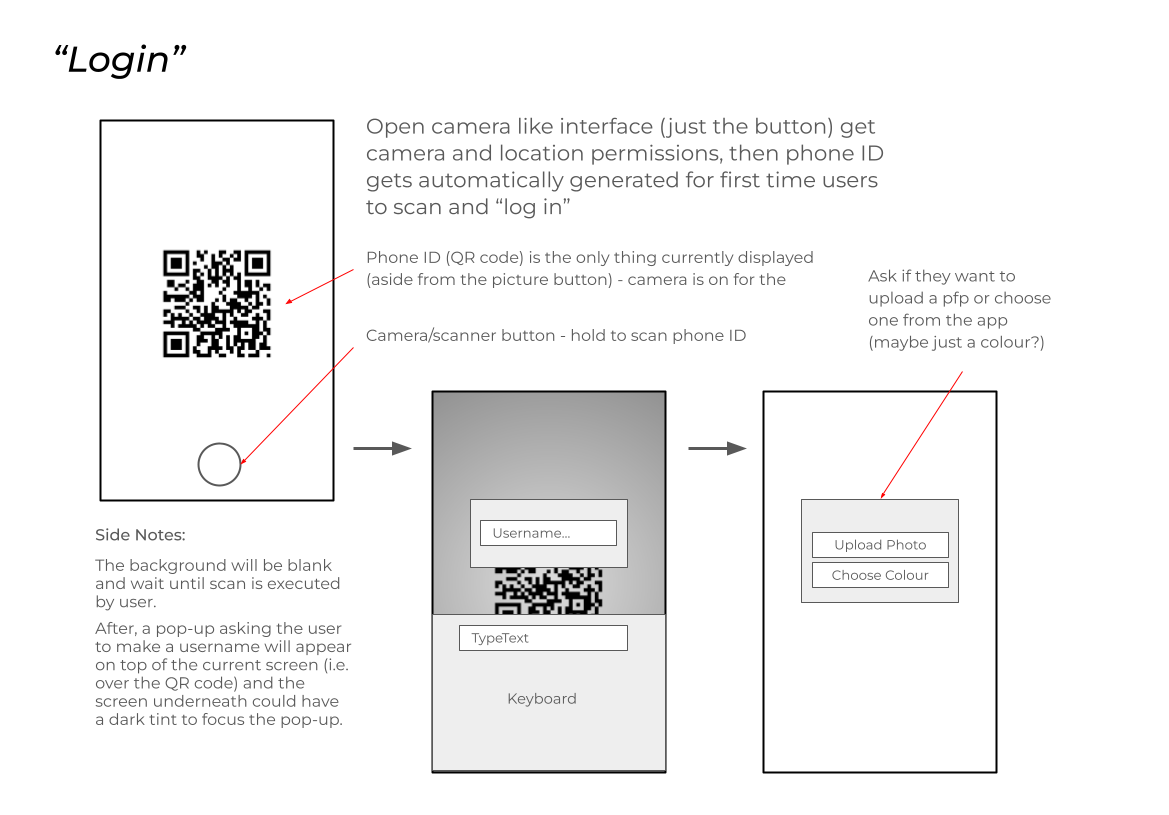 “Login”
Open camera like interface (just the button) get
camera and location permissions, then phone ID
gets automatically generated for first time users
to scan and “log in”
Phone ID (QR code) is the only thing currently displayed
(aside from the picture button) - camera is on for the
Camera/scanner button - hold to scan phone ID
Ask if they want to
upload a pfp or choose
one from the app
(maybe just a colour?)
Side Notes:
The background will be blank
and wait until scan is executed
by user.
After, a pop-up asking the user
to make a username will appear
on top of the current screen (i.e.
over the QR code) and the
screen underneath could have
a dark tint to focus the pop-up.
Username...
TypeText
Keyboard
Upload Photo
Choose Colour